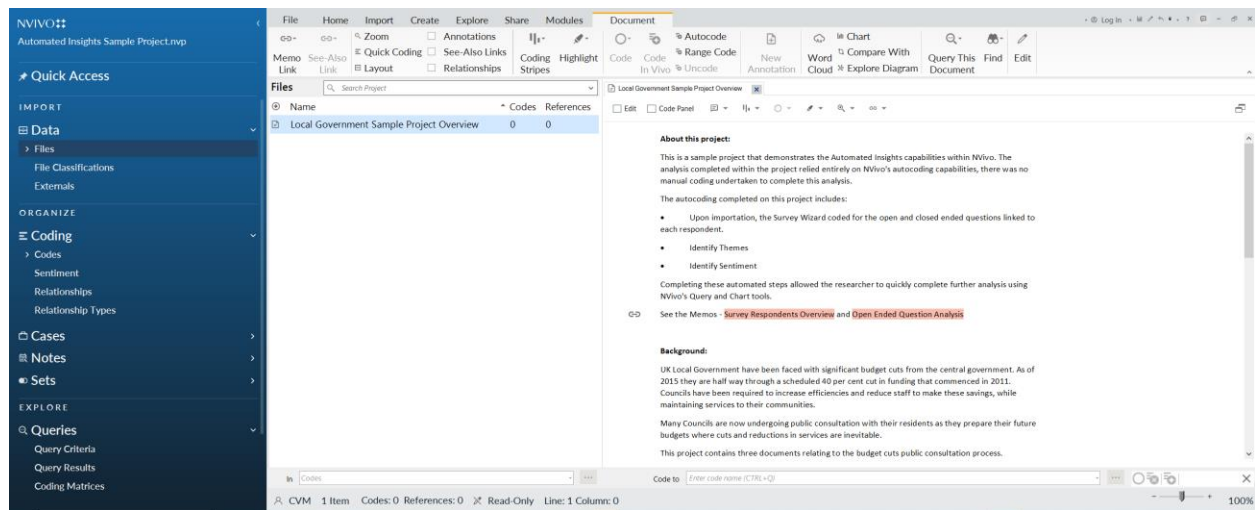 NVIVO
Automated Insights Sample Project.nvp
Quick Access
IMPORT
Data
Files
File Classifications
Externals
ORGANIZE
Coding
Codes
Sentiment
Relationships
Relationship Types
Cases
Notes
Sets
EXPLORE
Queries
Query Criteria
Query Results
Coding Matrices
File Home Import Create Explore Share Modules Document
Log In
Memo Link
See-Also Link
Zoom
Quick Coding
Layout
Annotations
See-Also Links
Relationships
Coding Stripes
Highlight
Code
Code In Vivo
Autocode
Range Code
Uncode
New Annotation
Word Cloud
Chart
Compare With
Explore Diagram
Query This Document
Find
Edit
Files
Search Project
Name Codes References
Local Government Sample Project Overview 0 0
Local Government Sample Project Overview
Edit Code Panel
About this project:
This is a sample project that demonstrates the Automated Insights capabilities within NVivo. The
analysis completed within the project relied entirely on NVivo's autocoding capabilities, there was no
manual coding undertaken to complete this analysis.
The autocoding completed on this project includes:
• Upon importation, the Survey Wizard coded for the open and closed ended questions linked to
each respondent.
• Identify Themes
• Identify Sentiment
Completing these automated steps allowed the researcher to quickly complete further analysis using
NVivo's Query and Chart tools.
See the Memos - Survey Respondents Overview and Open Ended Question Analysis
Background:
UK Local Government have been faced with significant budget cuts from the central government. As of
2015 they are half way through a scheduled 40 per cent cut in funding that commenced in 2011.
Councils have been required to increase efficiencies and reduce staff to make these savings, while
maintaining services to their communities.
Many Councils are now undergoing public consultation with their residents as they prepare their future
budgets where cuts and reductions in services are inevitable.
This project contains three documents relating to the budget cuts public consultation process.
In Codes
Code to Enter code name (CTRL+Q)
CVM 1 Item Codes: 0 References: 0 Read-Only Line: 1 Column: 0
100%